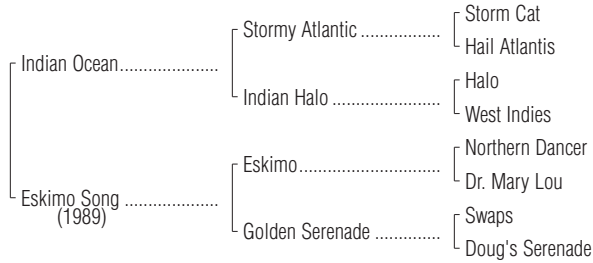 Storm Cat
Stormy Atlantic ..................
Hail Atlantis
Indian Ocean......................
Halo
Indian Halo ........................
West Indies
Northern Dancer
Eskimo................................
Dr. Mary Lou
Eskimo Song .....................
(1989)
Swaps
Golden Serenade ...............
Doug's Serenade